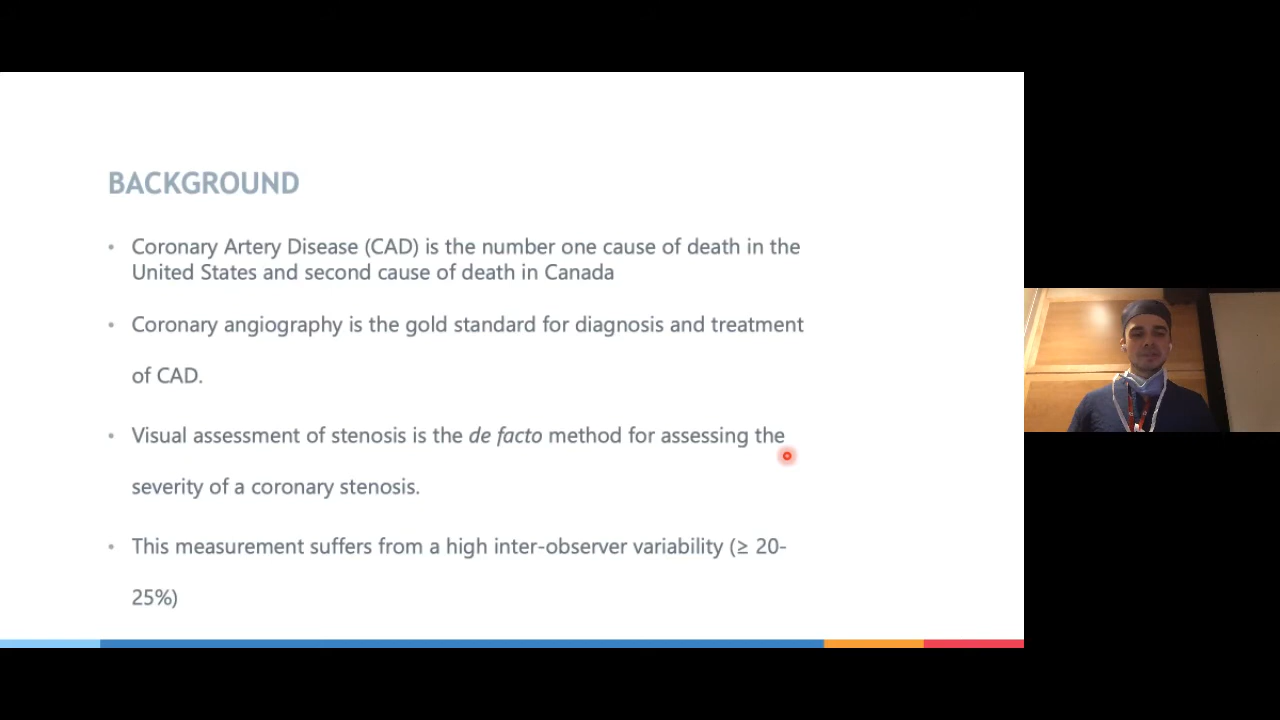 BACKGROUND
• Coronary Artery Disease (CAD) is the number one cause of death in the
United States and second cause of death in Canada
• Coronary angiography is the gold standard for diagnosis and treatment
of CAD.
• Visual assessment of stenosis is the de facto method for assessing the
severity of a coronary stenosis.
• This measurement suffers from a high inter-observer variability (≥ 20-
25%)